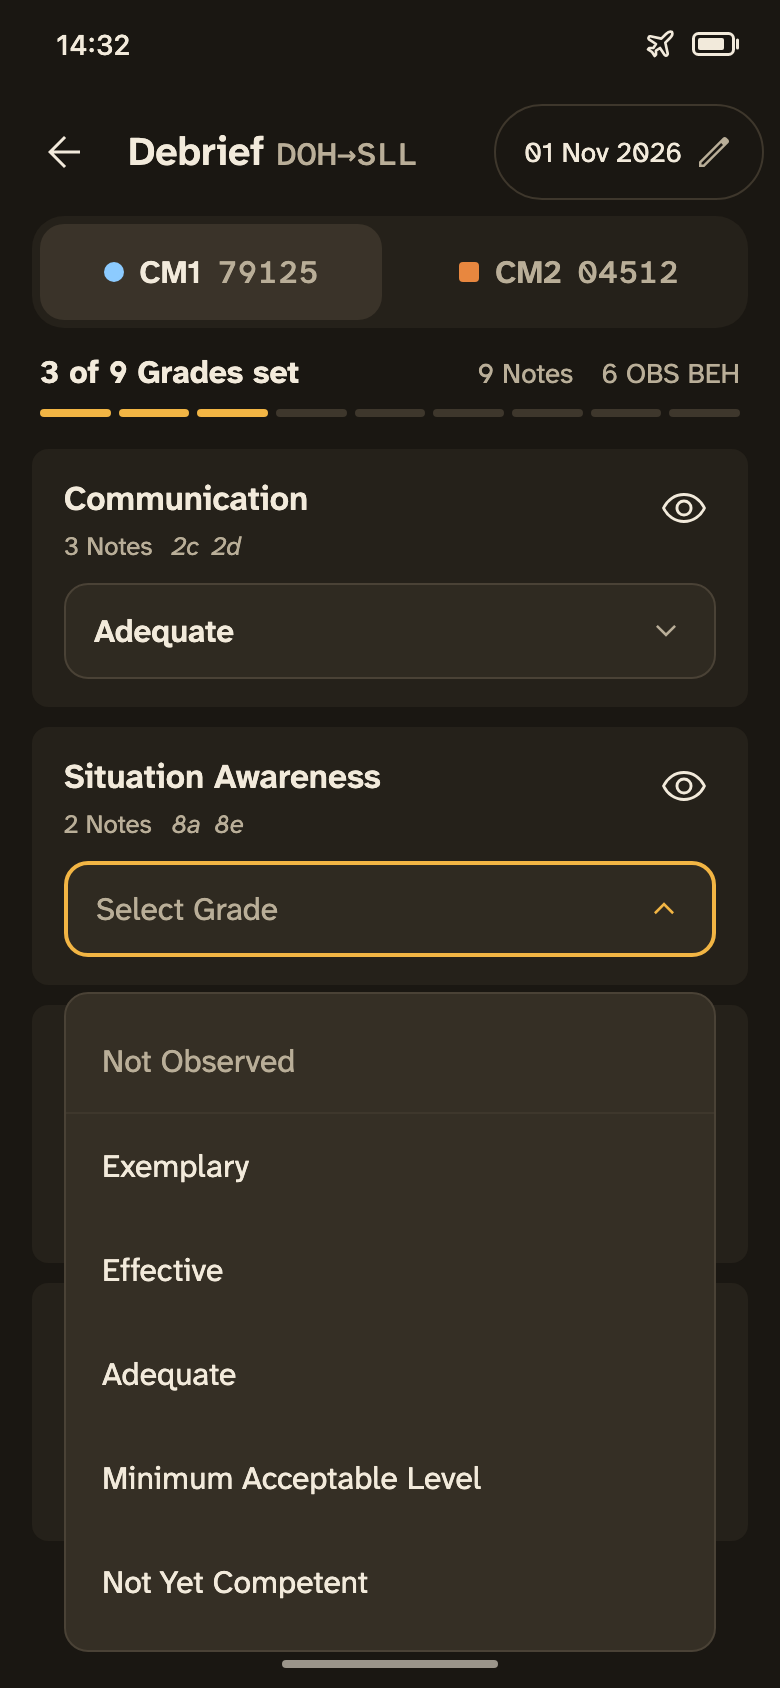 14:32
Debrief DOH→SLL
01 Nov 2026
CM1 79125
CM2 04512
3 of 9 Grades set
9 Notes 6 OBS BEH
Communication
3 Notes 2c 2d
Adequate
Situation Awareness
2 Notes 8a 8e
Select Grade
Not Observed
Exemplary
Effective
Adequate
Minimum Acceptable Level
Not Yet Competent